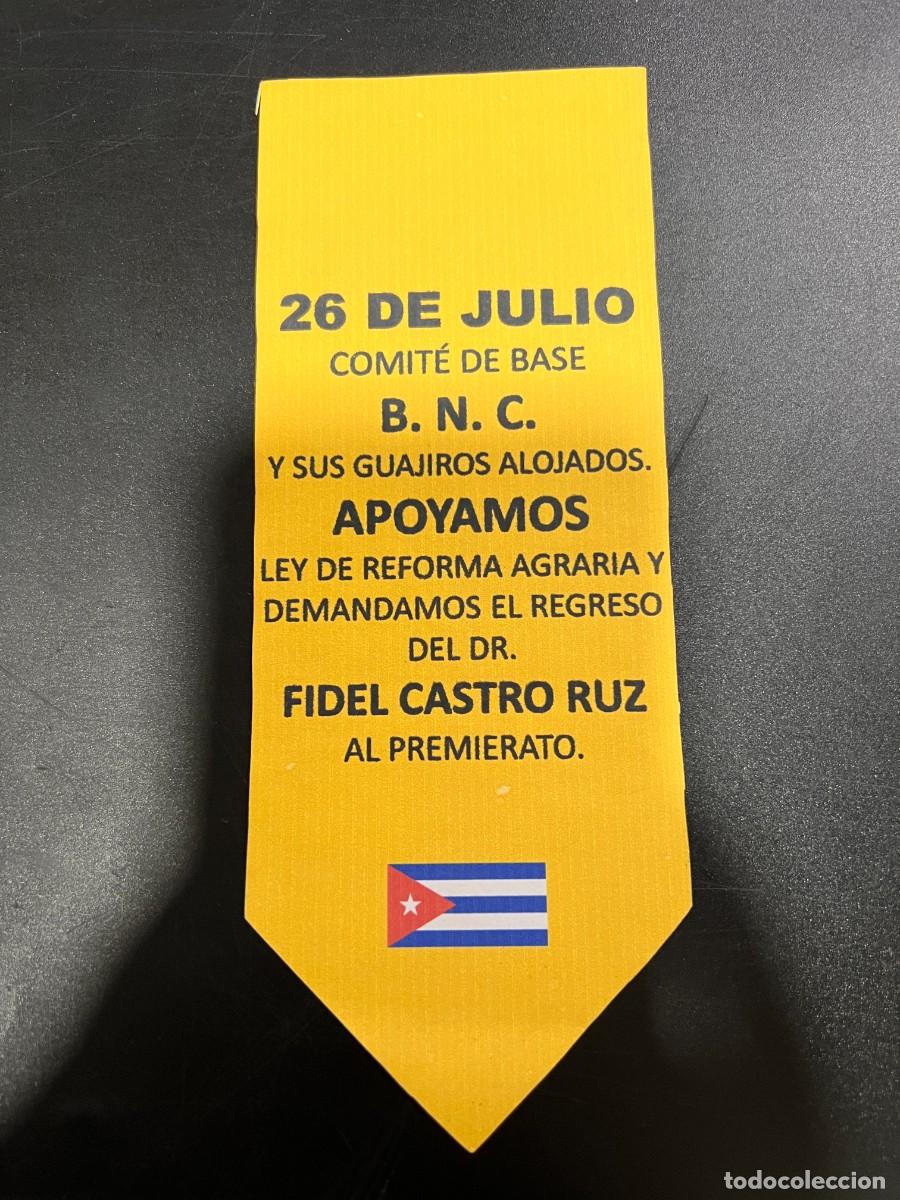 26 DE JULIO
COMITÉ DE BASE
B. N. C.
Y SUS GUAJIROS ALOJADOS.
APOYAMOS
LEY DE REFORMA AGRARIA Y
DEMANDAMOS EL REGRESO
DEL DR.
FIDEL CASTRO RUZ
AL PREMIERATO.
todocoleccion